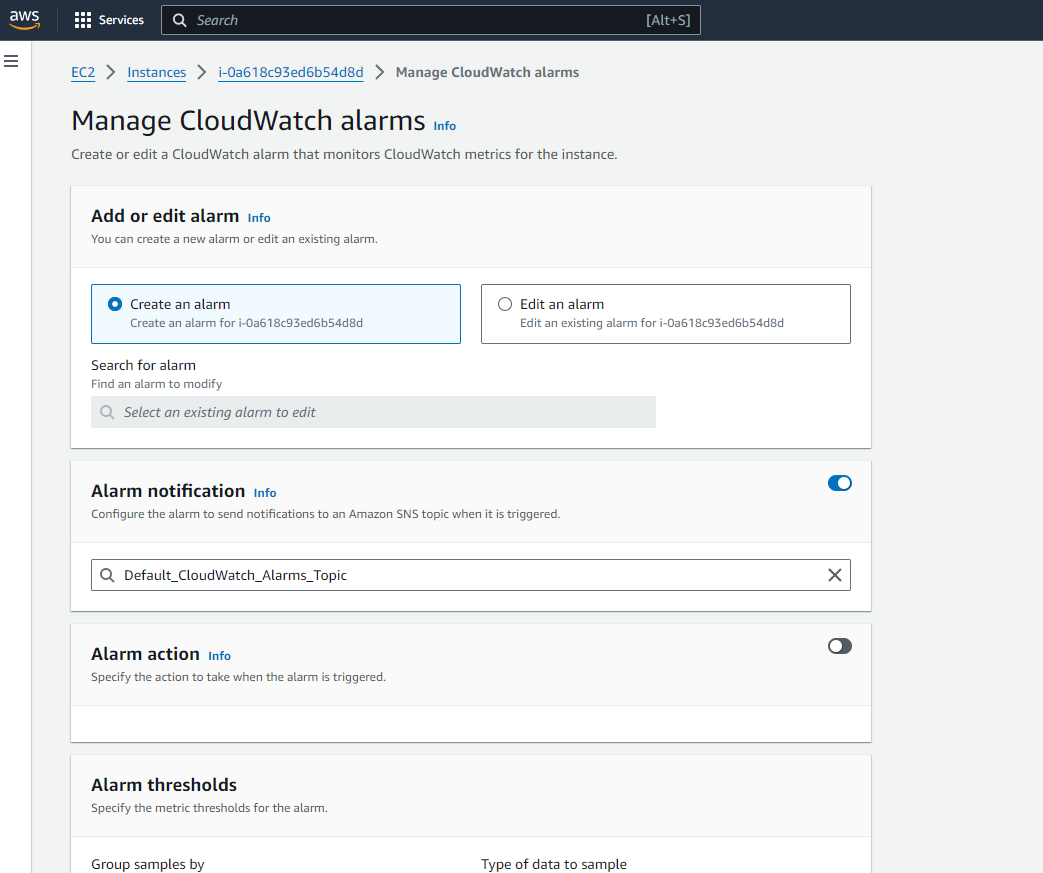 aws
Services
Search [Alt+S]
EC2 > Instances > i-0a618c93ed6b54d8d > Manage CloudWatch alarms
Manage CloudWatch alarms Info
Create or edit a CloudWatch alarm that monitors CloudWatch metrics for the instance.
Add or edit alarm Info
You can create a new alarm or edit an existing alarm.
Create an alarm
Create an alarm for i-0a618c93ed6b54d8d
Edit an alarm
Edit an existing alarm for i-0a618c93ed6b54d8d
Search for alarm
Find an alarm to modify
Select an existing alarm to edit
Alarm notification Info
Configure the alarm to send notifications to an Amazon SNS topic when it is triggered.
Default_CloudWatch_Alarms_Topic
Alarm action Info
Specify the action to take when the alarm is triggered.
Alarm thresholds
Specify the metric thresholds for the alarm.
Group samples by
Type of data to sample